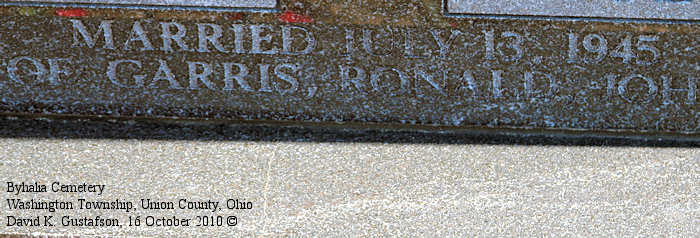 MARRIED JULY 13, 1945
OF GARRIS, RONALD, JOH
Byhalia Cemetery
Washington Township, Union County, Ohio
David K. Gustafson, 16 October 2010 ©